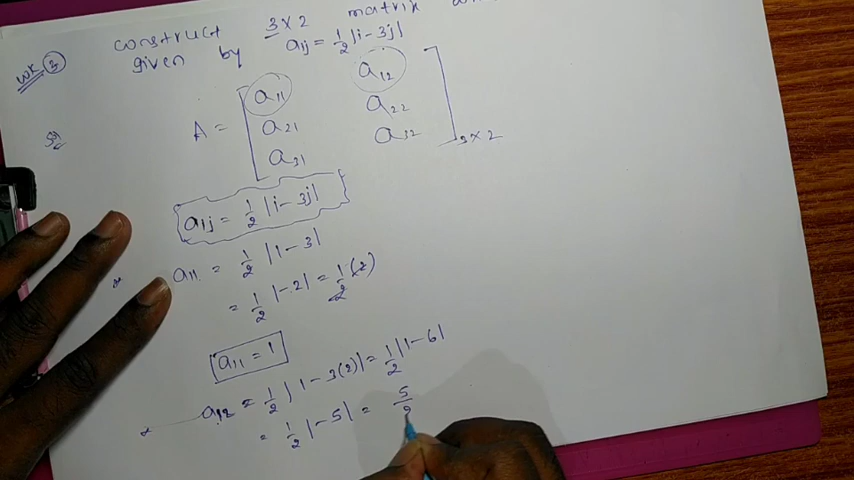 construct 3×2 matrix
WK 3 given by aij = 1/2 |i - 3j|
a11 a12
A = a21 a22
a31 a32 3×2
aij = 1/2 |i - 3j|
* a11 = 1/2 |1 - 3|
= 1/2 |-2| = 1/2 (2)
a11 = 1
* a12 = 1/2 |1 - 3(2)| = 1/2 |1 - 6|
= 1/2 |-5| = 5/2